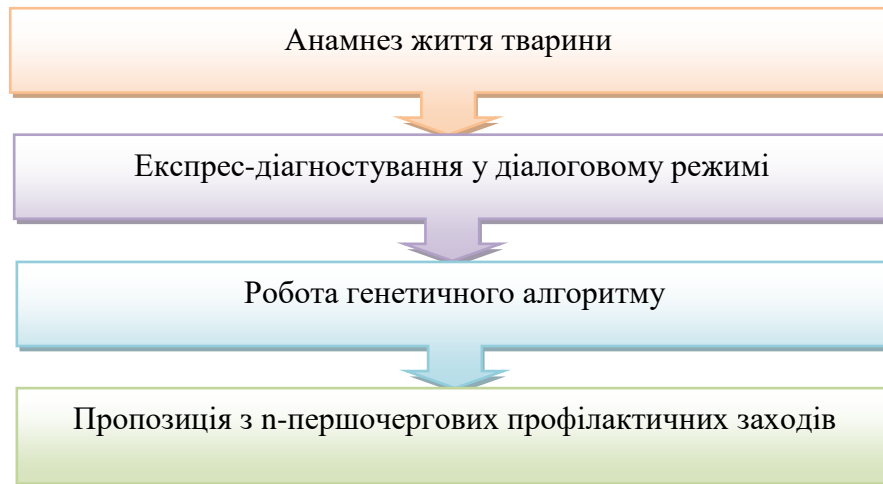 Анамнез життя тварини
Експрес-діагностування у діалоговому режимі
Робота генетичного алгоритму
Пропозиція з n-першочергових профілактичних заходів